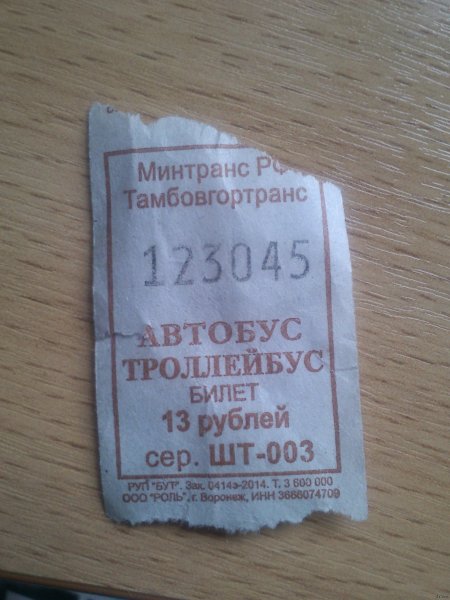 Минтранс РФ
Тамбовгортранс
123045
АВТОБУС
ТРОЛЛЕЙБУС
БИЛЕТ
13 рублей
сер. ШТ-003
РУП "БУТ". Зак. 0414э-2014. Т. 3 600 000
ООО "РОЛЬ", г. Воронеж, ИНН 3666074709